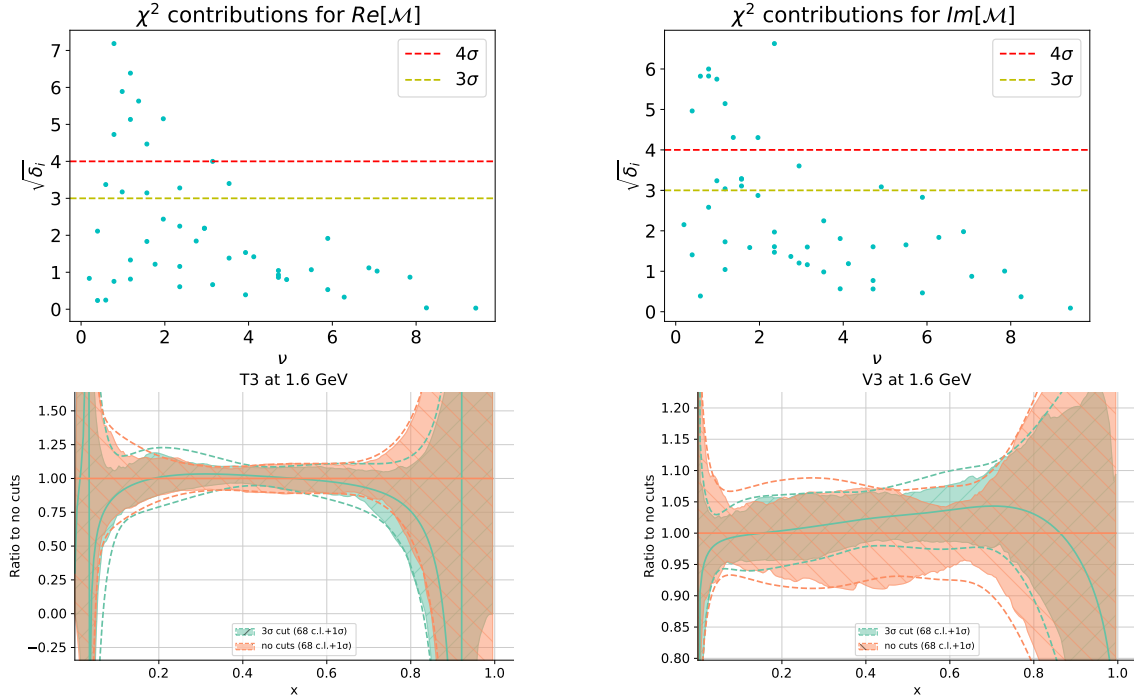 χ² contributions for Re[ℳ]
7
6
5
4
3
2
1
0
√δᵢ
4σ
3σ
0 2 4 6 8
ν
χ² contributions for Im[ℳ]
6
5
4
3
2
1
0
√δᵢ
4σ
3σ
0 2 4 6 8
ν
T3 at 1.6 GeV
1.50
1.25
1.00
0.75
0.50
0.25
0.00
−0.25
Ratio to no cuts
3σ cut (68 c.l.+1σ)
no cuts (68 c.l.+1σ)
0.2 0.4 0.6 0.8 1.0
x
V3 at 1.6 GeV
1.20
1.15
1.10
1.05
1.00
0.95
0.90
0.85
0.80
Ratio to no cuts
3σ cut (68 c.l.+1σ)
no cuts (68 c.l.+1σ)
0.2 0.4 0.6 0.8 1.0
x